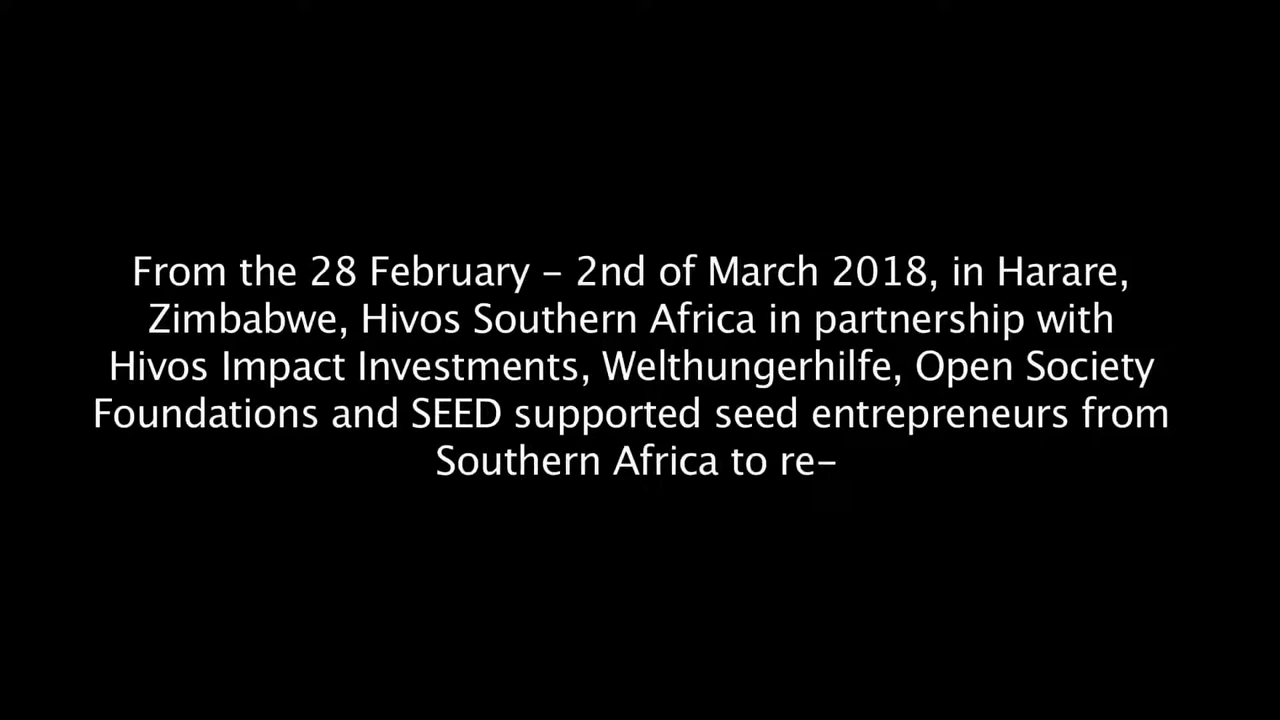 From the 28 February – 2nd of March 2018, in Harare,
Zimbabwe, Hivos Southern Africa in partnership with
Hivos Impact Investments, Welthungerhilfe, Open Society
Foundations and SEED supported seed entrepreneurs from
Southern Africa to re–